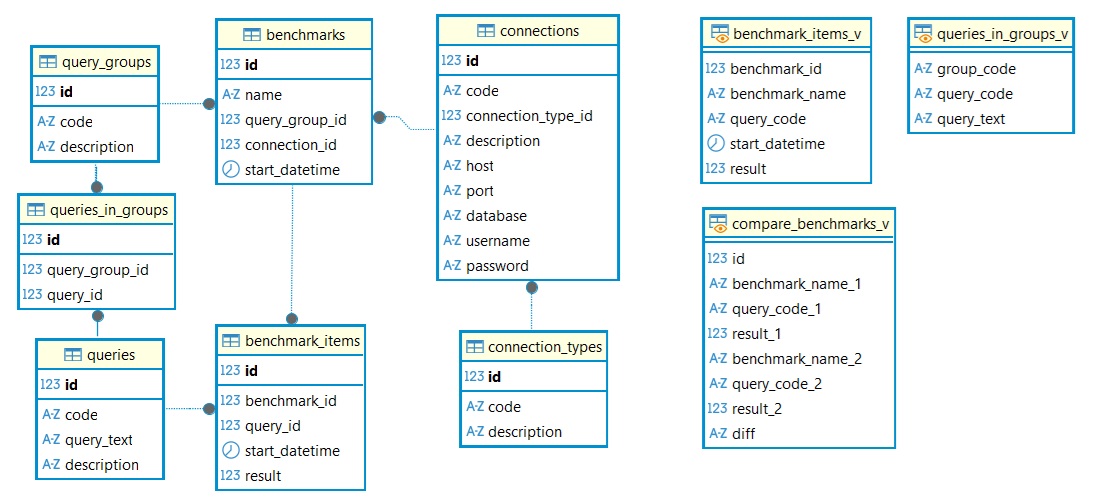 query_groups
123 id
A-Z code
A-Z description
queries_in_groups
123 id
123 query_group_id
123 query_id
queries
123 id
A-Z code
A-Z query_text
A-Z description
benchmarks
123 id
A-Z name
123 query_group_id
123 connection_id
start_datetime
benchmark_items
123 id
123 benchmark_id
123 query_id
start_datetime
123 result
connections
123 id
A-Z code
123 connection_type_id
A-Z description
A-Z host
A-Z port
A-Z database
A-Z username
A-Z password
connection_types
123 id
A-Z code
A-Z description
benchmark_items_v
123 benchmark_id
A-Z benchmark_name
A-Z query_code
start_datetime
123 result
compare_benchmarks_v
123 id
A-Z benchmark_name_1
A-Z query_code_1
123 result_1
A-Z benchmark_name_2
A-Z query_code_2
123 result_2
A-Z diff
queries_in_groups_v
A-Z group_code
A-Z query_code
A-Z query_text